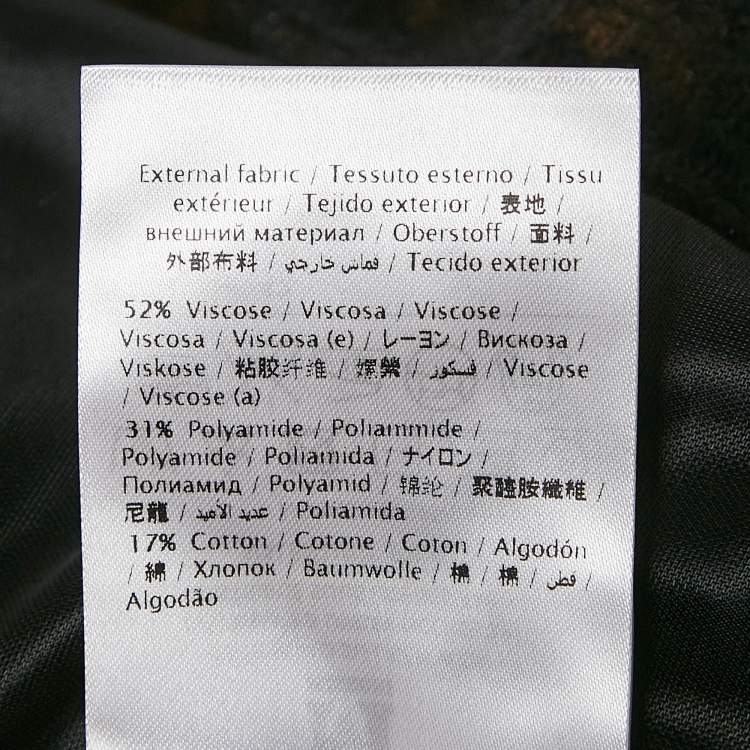 External fabric / Tessuto esterno / Tissu
extérieur / Tejido exterior / 表地 /
внешний материал / Oberstoff / 面料 /
外部布料 / قماش خارجي / Tecido exterior
52% Viscose / Viscosa / Viscose /
Viscosa / Viscosa (e) / レーヨン / Вискоза /
Viskose / 粘胶纤维 / 嫘縈 / فسكوز / Viscose
/ Viscose (a)
31% Polyamide / Poliammide /
Polyamide / Poliamida / ナイロン /
Полиамид / Polyamid / 锦纶 / 聚醯胺纖維 /
尼龍 / عديد الاميد / Poliamida
17% Cotton / Cotone / Coton / Algodón
/ 綿 / Хлопок / Baumwolle / 棉 / 棉 / قطن /
Algodão